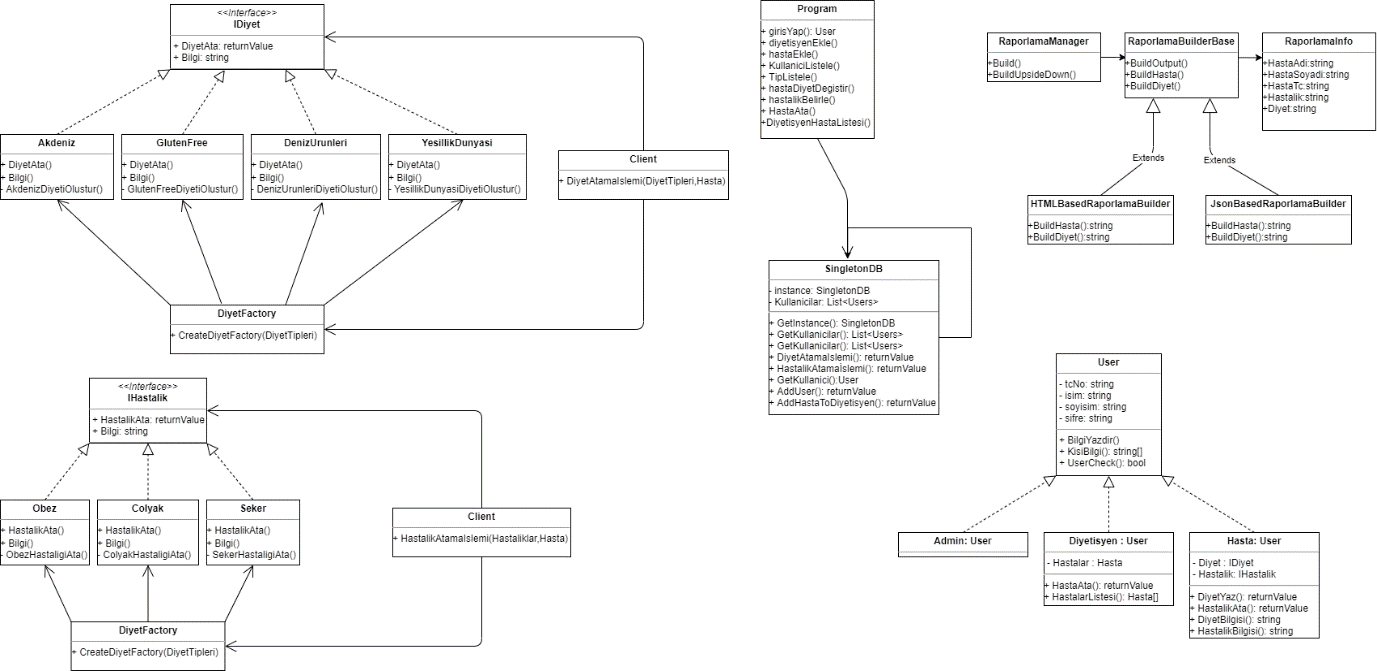 <<Interface>>
IDiyet
+ DiyetAta: returnValue
+ Bilgi: string
Akdeniz
+ DiyetAta()
+ Bilgi()
- AkdenizDiyetiOlustur()
GlutenFree
+ DiyetAta()
+ Bilgi()
- GlutenFreeDiyetiOlustur()
DenizUrunleri
+ DiyetAta()
+ Bilgi()
- DenizUrunleriDiyetiOlustur()
YesillikDunyasi
+ DiyetAta()
+ Bilgi()
- YesillikDunyasiDiyetiOlustur()
Client
+ DiyetAtamaIslemi(DiyetTipleri,Hasta)
DiyetFactory
+ CreateDiyetFactory(DiyetTipleri)
<<Interface>>
IHastalik
+ HastalikAta: returnValue
+ Bilgi: string
Obez
+ HastalikAta()
+ Bilgi()
- ObezHastaligiAta()
Colyak
+ HastalikAta()
+ Bilgi()
- ColyakHastaligiAta()
Seker
+ HastalikAta()
+ Bilgi()
- SekerHastaligiAta()
Client
+ HastalikAtamaIslemi(Hastaliklar,Hasta)
DiyetFactory
+ CreateDiyetFactory(DiyetTipleri)
Program
+ girisYap(): User
+ diyetisyenEkle()
+ hastaEkle()
+ KullaniciListele()
+ TipListele()
+ hastaDiyetDegistir()
+ hastalikBelirle()
+ HastaAta()
+DiyetisyenHastaListesi()
SingletonDB
- instance: SingletonDB
- Kullanicilar: List<Users>
+ GetInstance(): SingletonDB
+ GetKullanicilar(): List<Users>
+ GetKullanicilar(): List<Users>
+ DiyetAtamaIslemi(): returnValue
+ HastalikAtamaIslemi(): returnValue
+ GetKullanici():User
+ AddUser(): returnValue
+ AddHastaToDiyetisyen(): returnValue
RaporlamaManager
+Build()
+BuildUpsideDown()
RaporlamaBuilderBase
+BuildOutput()
+BuildHasta()
+BuildDiyet()
RaporlamaInfo
+HastaAdi:string
+HastaSoyadi:string
+HastaTc:string
+Hastalik:string
+Diyet:string
Extends
Extends
HTMLBasedRaporlamaBuilder
+BuildHasta():string
+BuildDiyet():string
JsonBasedRaporlamaBuilder
+BuildHasta():string
+BuildDiyet():string
User
- tcNo: string
- isim: string
- soyisim: string
- sifre: string
+ BilgiYazdir()
+ KisiBilgi(): string[]
+ UserCheck(): bool
Admin: User
Diyetisyen : User
- Hastalar : Hasta
+ HastaAta(): returnValue
+ HastalarListesi(): Hasta[]
Hasta: User
- Diyet : IDiyet
- Hastalik: IHastalik
+ DiyetYaz(): returnValue
+ HastalikAta(): returnValue
+ DiyetBilgisi(): string
+ HastalikBilgisi(): string